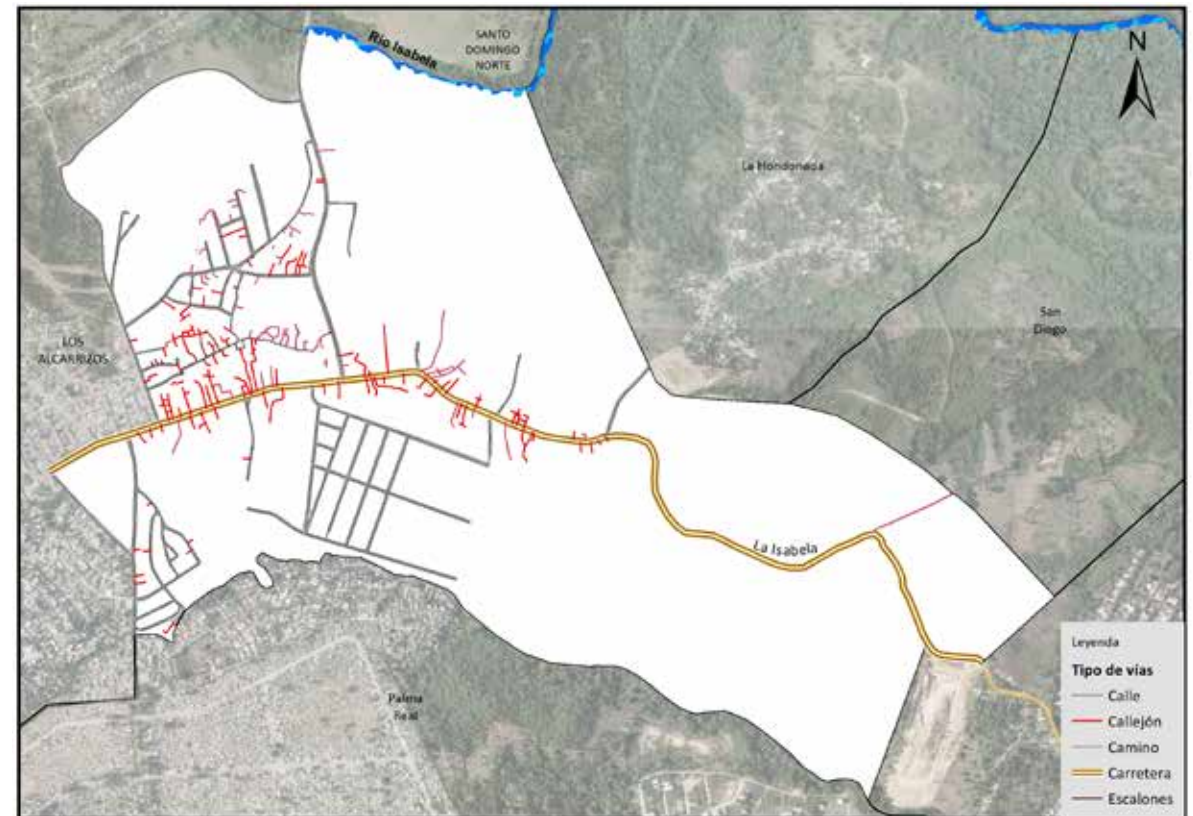 Río Isabela
SANTO
DOMINGO
NORTE
N
La Hondonada
San
Diego
LOS
ALCARRIZOS
La Isabela
Palma
Real
Leyenda
Tipo de vías
Calle
Callejón
Camino
Carretera
Escalones